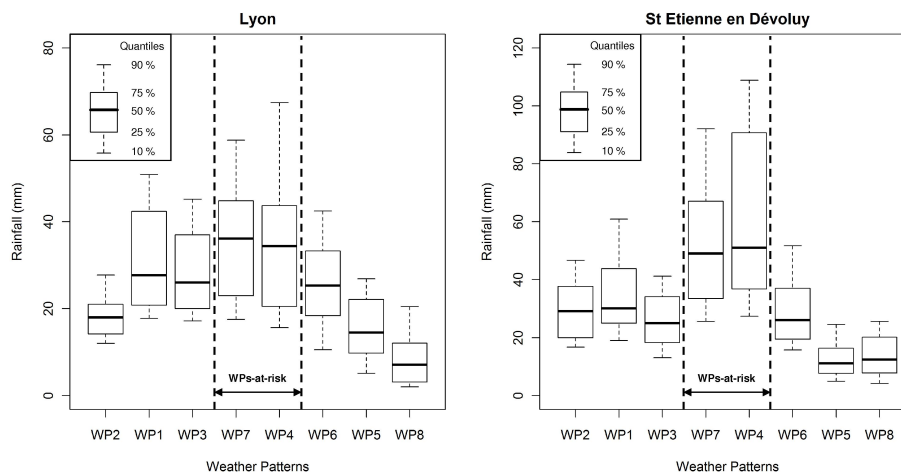 Lyon
Quantiles
90 %
75 %
50 %
25 %
10 %
80
60
40
20
0
Rainfall (mm)
WPs-at-risk
WP2 WP1 WP3 WP7 WP4 WP6 WP5 WP8
Weather Patterns
St Etienne en Dévoluy
Quantiles
90 %
75 %
50 %
25 %
10 %
120
100
80
60
40
20
0
Rainfall (mm)
WPs-at-risk
WP2 WP1 WP3 WP7 WP4 WP6 WP5 WP8
Weather Patterns